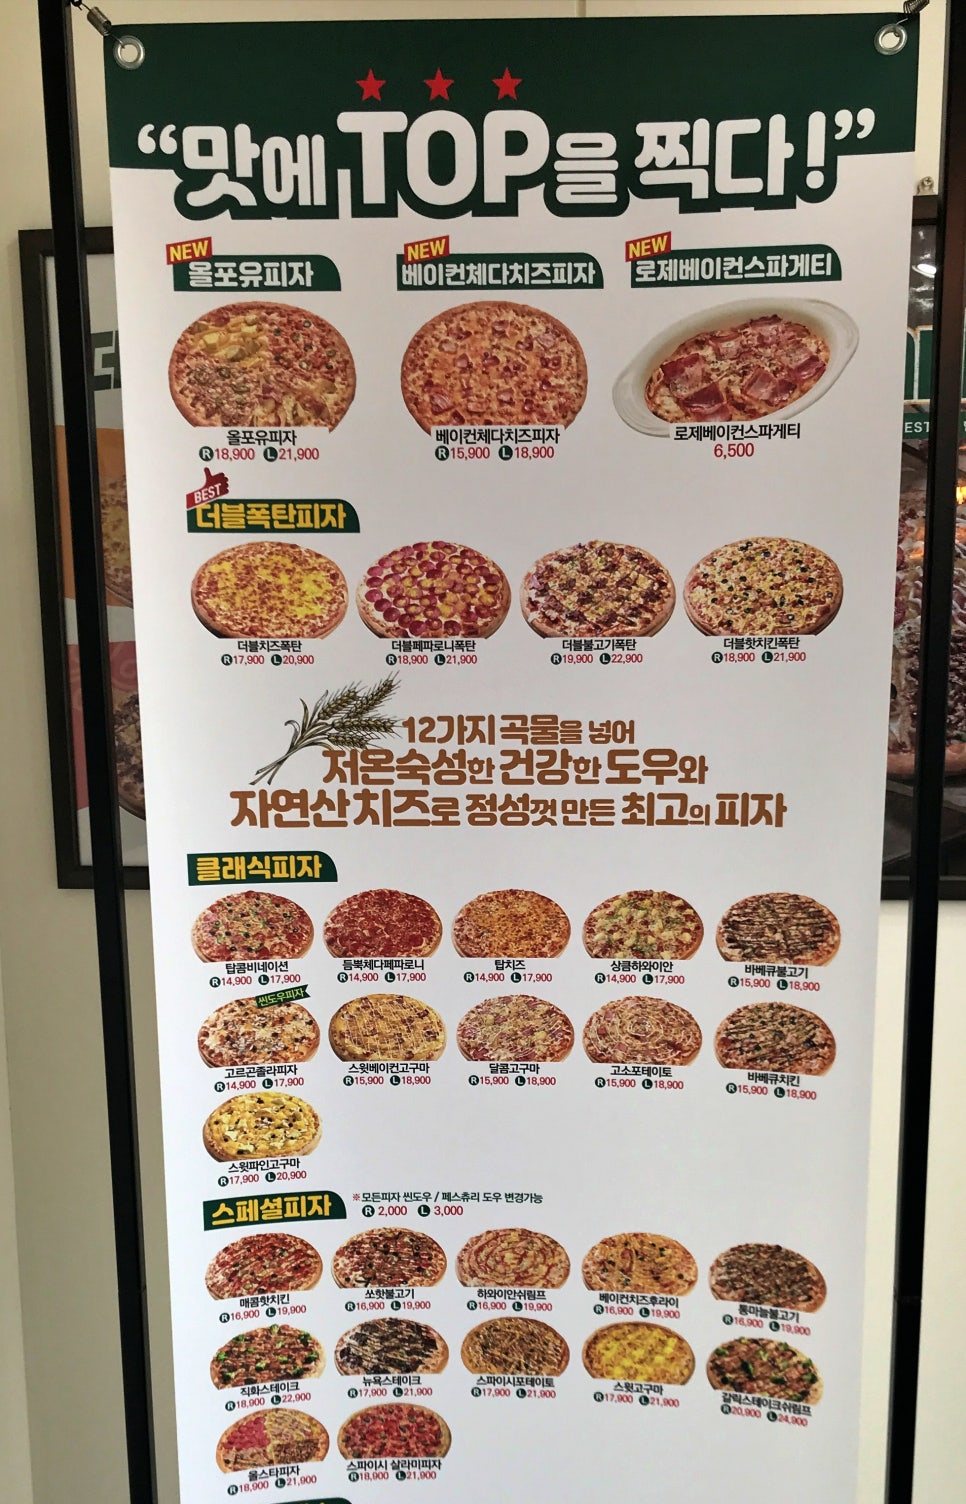 “맛에 TOP을 찍다!”
NEW
올포유피자
NEW
베이컨체다치즈피자
NEW
로제베이컨스파게티
올포유피자
R 18,900 L 21,900
베이컨체다치즈피자
R 15,900 L 18,900
로제베이컨스파게티
6,500
BEST
더블폭탄피자
더블치즈폭탄
R 17,900 L 20,900
더블페파로니폭탄
R 18,900 L 21,900
더블불고기폭탄
R 19,900 L 22,900
더블핫치킨폭탄
R 18,900 L 21,900
12가지 곡물을 넣어
저온숙성한 건강한 도우와
자연산 치즈로 정성껏 만든 최고의 피자
클래식피자
탑콤비네이션
R 14,900 L 17,900
듬뿍체다페파로니
R 14,900 L 17,900
탑치즈
R 14,900 L 17,900
상큼하와이안
R 14,900 L 17,900
바베큐불고기
R 15,900 L 18,900
씬도우피자
고르곤졸라피자
R 14,900 L 17,900
스윗베이컨고구마
R 15,900 L 18,900
달콤고구마
R 15,900 L 18,900
고소포테이토
R 15,900 L 18,900
바베큐치킨
R 15,900 L 18,900
스윗파인고구마
R 17,900 L 20,900
스페셜피자
※모든피자 씬도우 / 페스츄리 도우 변경가능
R 2,000 L 3,000
매콤핫치킨
R 16,900 L 19,900
쏘핫불고기
R 16,900 L 19,900
하와이안쉬림프
R 16,900 L 19,900
베이컨치즈후라이
R 16,900 L 19,900
통마늘불고기
R 16,900 L 19,900
직화스테이크
R 18,900 L 22,900
뉴욕스테이크
R 17,900 L 21,900
스파이시포테이토
R 17,900 L 21,900
스윗고구마
R 17,900 L 21,900
갈릭스테이크쉬림프
R 20,900 L 24,900
올스타피자
R 18,900 L 21,900
스파이시 살라미피자
R 18,900 L 21,900